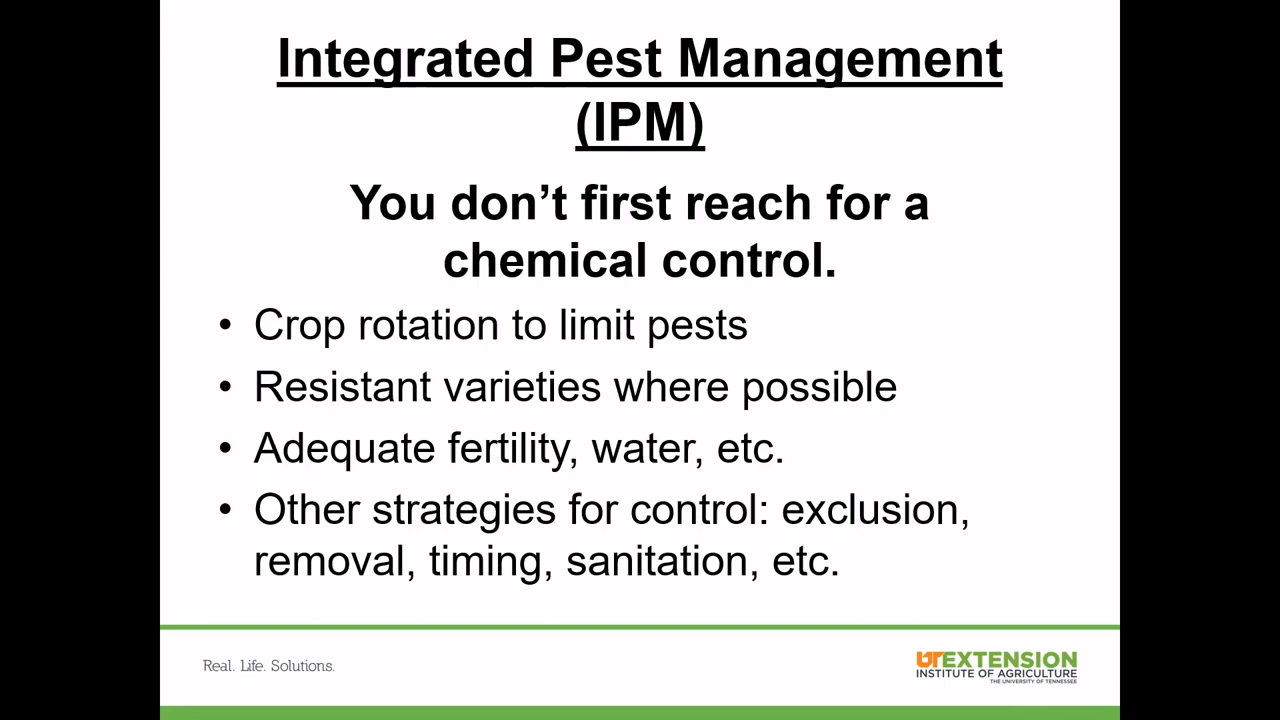 Integrated Pest Management
(IPM)
You don’t first reach for a
chemical control.
• Crop rotation to limit pests
• Resistant varieties where possible
• Adequate fertility, water, etc.
• Other strategies for control: exclusion,
removal, timing, sanitation, etc.
Real. Life. Solutions.
UTEXTENSION
INSTITUTE OF AGRICULTURE
THE UNIVERSITY OF TENNESSEE